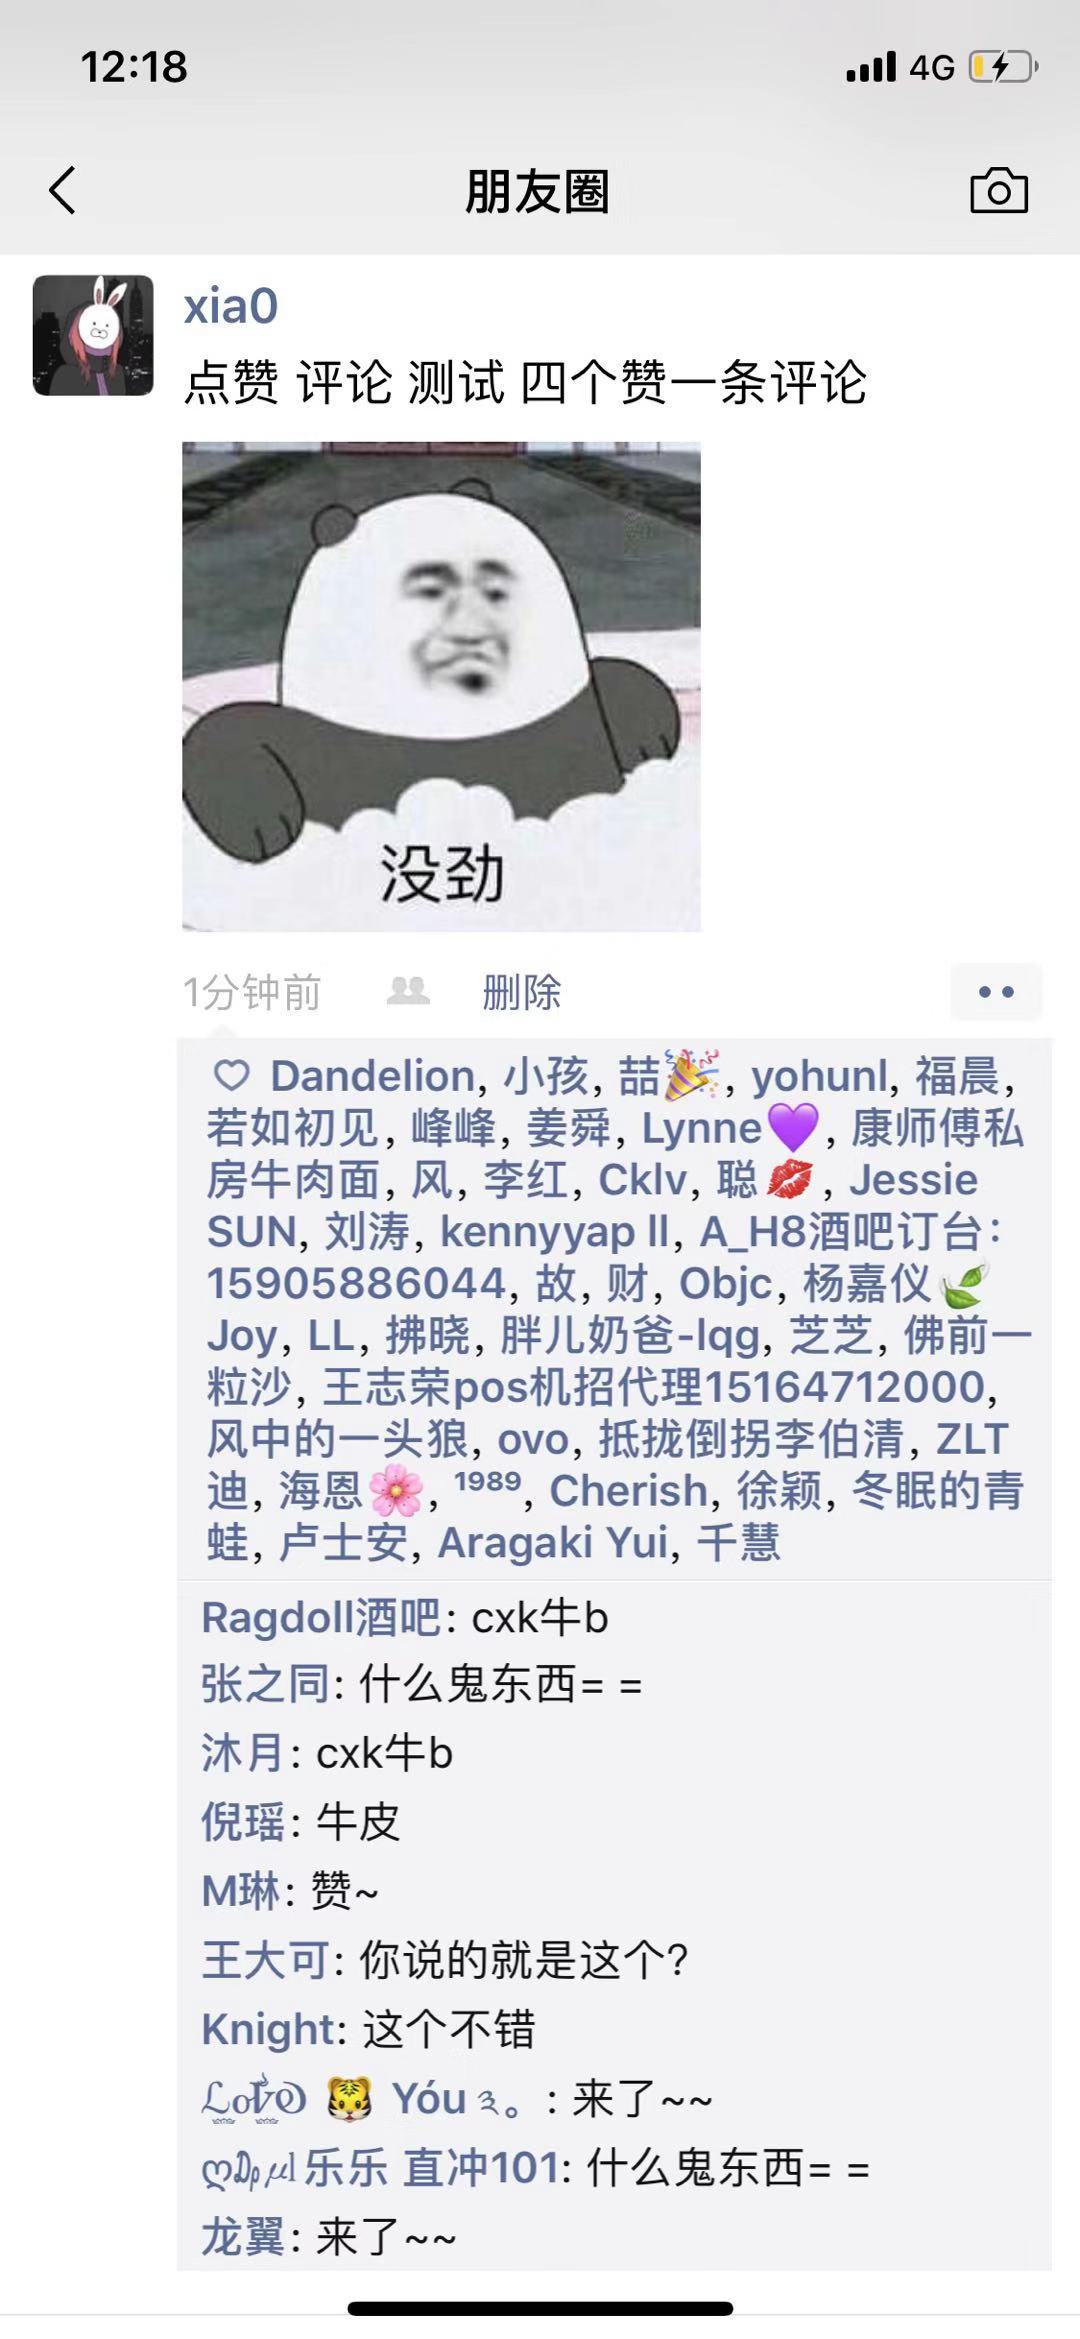 12:18
4G
朋友圈
xia0
点赞 评论 测试 四个赞一条评论
没劲
1分钟前 删除
Dandelion, 小孩, 喆🎉, yohunl, 福晨,
若如初见, 峰峰, 姜舜, Lynne💜, 康师傅私
房牛肉面, 风, 李红, Cklv, 聪💋, Jessie
SUN, 刘涛, kennyyap ll, A_H8酒吧订台:
15905886044, 故, 财, Objc, 杨嘉仪🍃
Joy, LL, 拂晓, 胖儿奶爸-lqg, 芝芝, 佛前一
粒沙, 王志荣pos机招代理15164712000,
风中的一头狼, ovo, 抵拢倒拐李伯清, ZLT
迪, 海恩🌸, ¹⁹⁸⁹, Cherish, 徐颖, 冬眠的青
蛙, 卢士安, Aragaki Yui, 千慧
Ragdoll酒吧: cxk牛b
张之同: 什么鬼东西= =
沐月: cxk牛b
倪瑶: 牛皮
M琳: 赞~
王大可: 你说的就是这个?
Knight: 这个不错
🐯 Yóu。: 来了~~
乐乐 直冲101: 什么鬼东西= =
龙翼: 来了~~